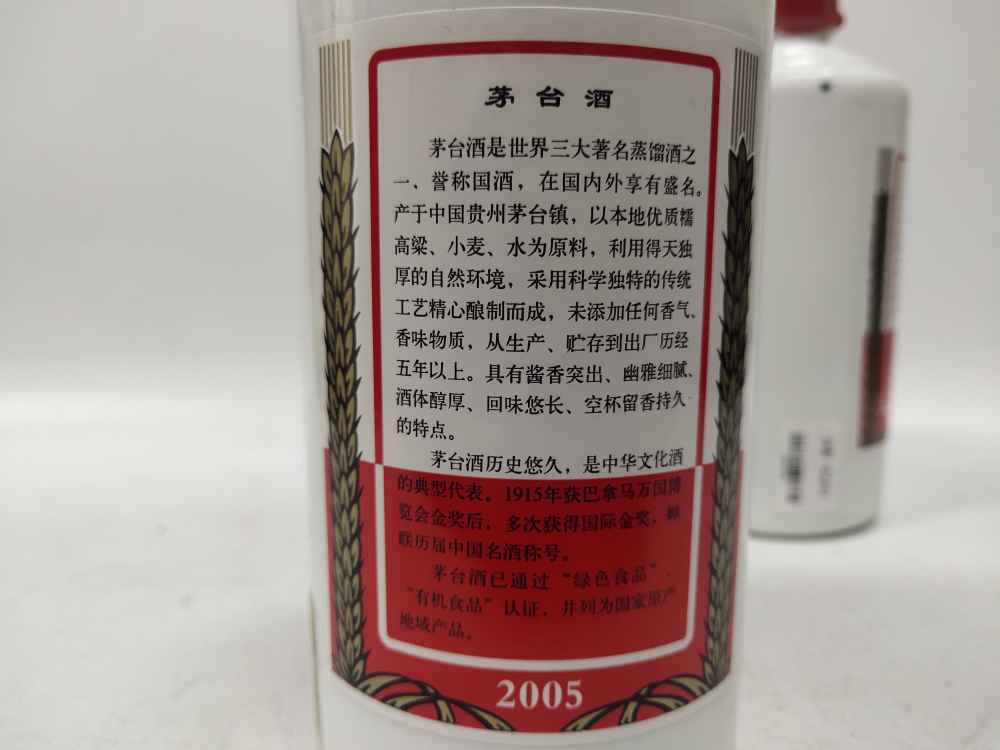 茅台酒
茅台酒是世界三大著名蒸馏酒之
一，誉称国酒，在国内外享有盛名。
产于中国贵州茅台镇，以本地优质糯
高粱、小麦、水为原料，利用得天独
厚的自然环境，采用科学独特的传统
工艺精心酿制而成，未添加任何香气、
香味物质，从生产、贮存到出厂历经
五年以上。具有酱香突出、幽雅细腻、
酒体醇厚、回味悠长、空杯留香持久
的特点。
茅台酒历史悠久，是中华文化酒
的典型代表。1915年获巴拿马万国博
览会金奖后，多次获得国际金奖，蝉
联历届中国名酒称号。
茅台酒已通过“绿色食品”、
“有机食品”认证，并列为国家原产
地域产品。
2005